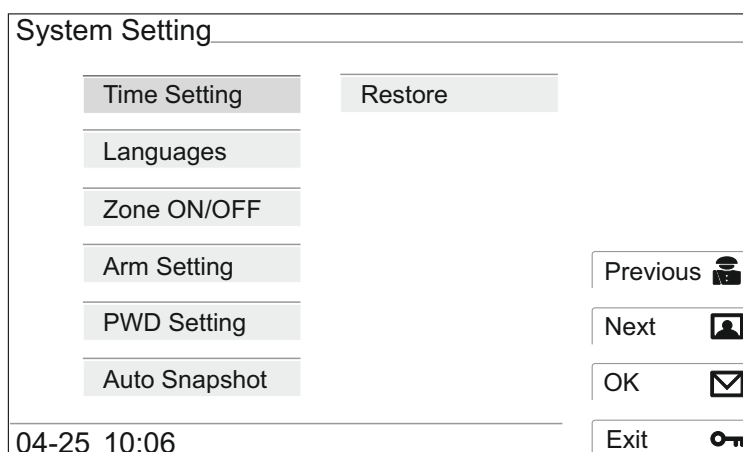 System Setting
Time Setting
Restore
Languages
Zone ON/OFF
Arm Setting
PWD Setting
Auto Snapshot
Previous
Next
OK
Exit
04-25 10:06